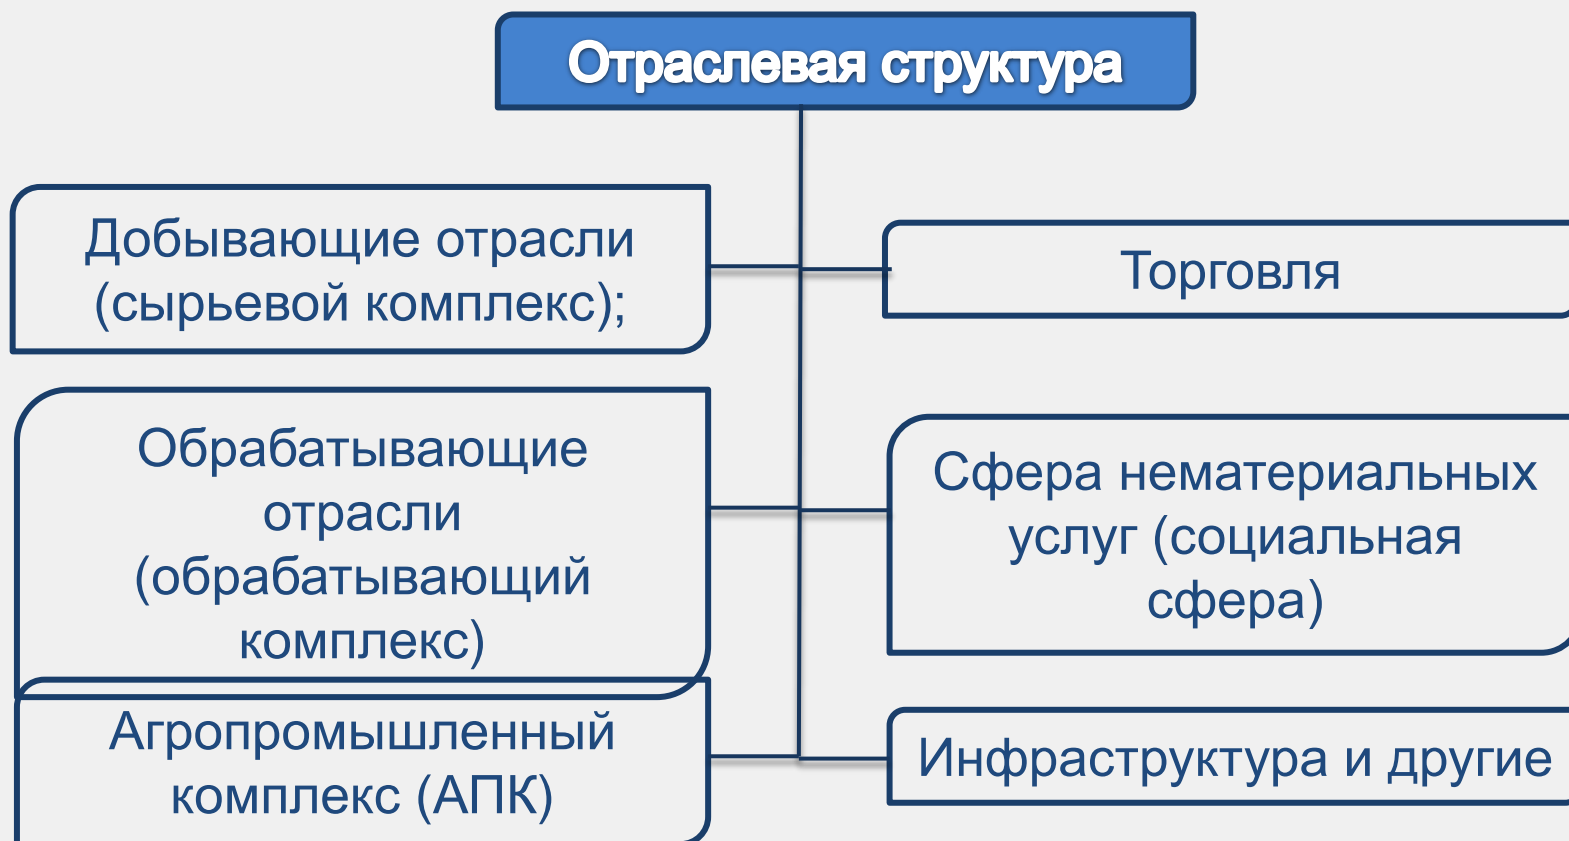 Отраслевая структура
Добывающие отрасли
(сырьевой комплекс);
Обрабатывающие
отрасли
(обрабатывающий
комплекс)
Агропромышленный
комплекс (АПК)
Торговля
Сфера нематериальных
услуг (социальная
сфера)
Инфраструктура и другие